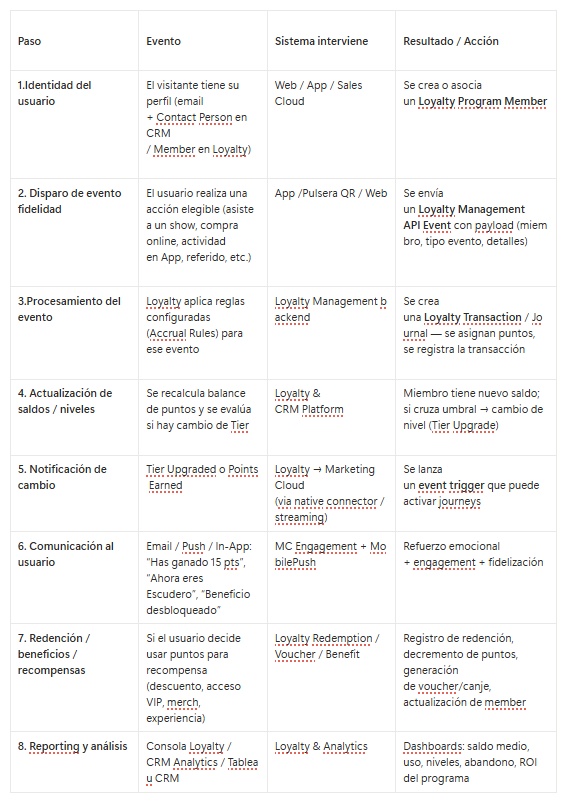 Paso
Evento
Sistema interviene
Resultado / Acción
1.Identidad del
usuario
El visitante tiene su
perfil (email
+ Contact Person en
CRM
/ Member en Loyalty)
Web / App / Sales
Cloud
Se crea o asocia
un Loyalty Program Member
2. Disparo de evento
fidelidad
El usuario realiza una
acción elegible (asiste
a un show, compra
online, actividad
en App, referido, etc.)
App /Pulsera QR / Web
Se envía
un Loyalty Management
API Event con payload (miem
bro, tipo evento, detalles)
3.Procesamiento del
evento
Loyalty aplica reglas
configuradas
(Accrual Rules) para
ese evento
Loyalty Management b
ackend
Se crea
una Loyalty Transaction / Jo
urnal — se asignan puntos,
se registra la transacción
4. Actualización de
saldos / niveles
Se recalcula balance
de puntos y se evalúa
si hay cambio de Tier
Loyalty &
CRM Platform
Miembro tiene nuevo saldo;
si cruza umbral → cambio de
nivel (Tier Upgrade)
5. Notificación de
cambio
Tier Upgraded o Points
Earned
Loyalty → Marketing
Cloud
(via native connector /
streaming)
Se lanza
un event trigger que puede
activar journeys
6. Comunicación al
usuario
Email / Push / In-App:
“Has ganado 15 pts”,
“Ahora eres
Escudero”, “Beneficio
desbloqueado”
MC Engagement + Mo
bilePush
Refuerzo emocional
+ engagement + fidelización
7. Redención /
beneficios /
recompensas
Si el usuario decide
usar puntos para
recompensa
(descuento, acceso
VIP, merch,
experiencia)
Loyalty Redemption /
Voucher / Benefit
Registro de redención,
decremento de puntos,
generación
de voucher/canje,
actualización de member
8. Reporting y análisis
Consola Loyalty /
CRM Analytics / Tablea
u CRM
Loyalty & Analytics
Dashboards: saldo medio,
uso, niveles, abandono, ROI
del programa